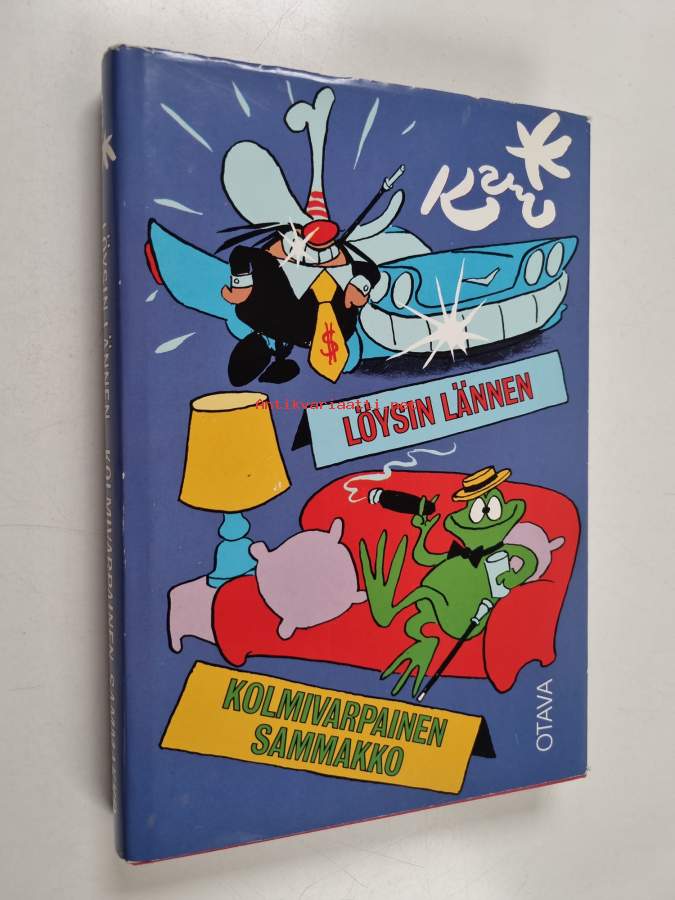 Kari
$
LÖYSIN LÄNNEN
Antikvariaatti.net
KOLMIVARPAINEN
SAMMAKKO
OTAVA
LÖYSIN LÄNNEN · KOLMIVARPAINEN SAMMAKKO